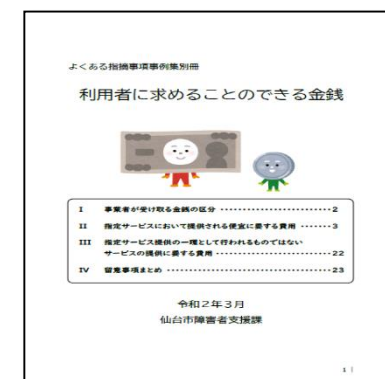 よくある指摘事項事例集別冊
利用者に求めることのできる金銭
I 事業者が受け取る金銭の区分 ･･････････････････････････2
II 指定サービスにおいて提供される便宜に要する費用 ･･････3
III 指定サービス提供の一環として行われるものではない
サービスの提供に要する費用 ･･････････････････････････22
IV 留意事項まとめ ･･････････････････････････････････････23
令和2年3月
仙台市障害者支援課
1 |